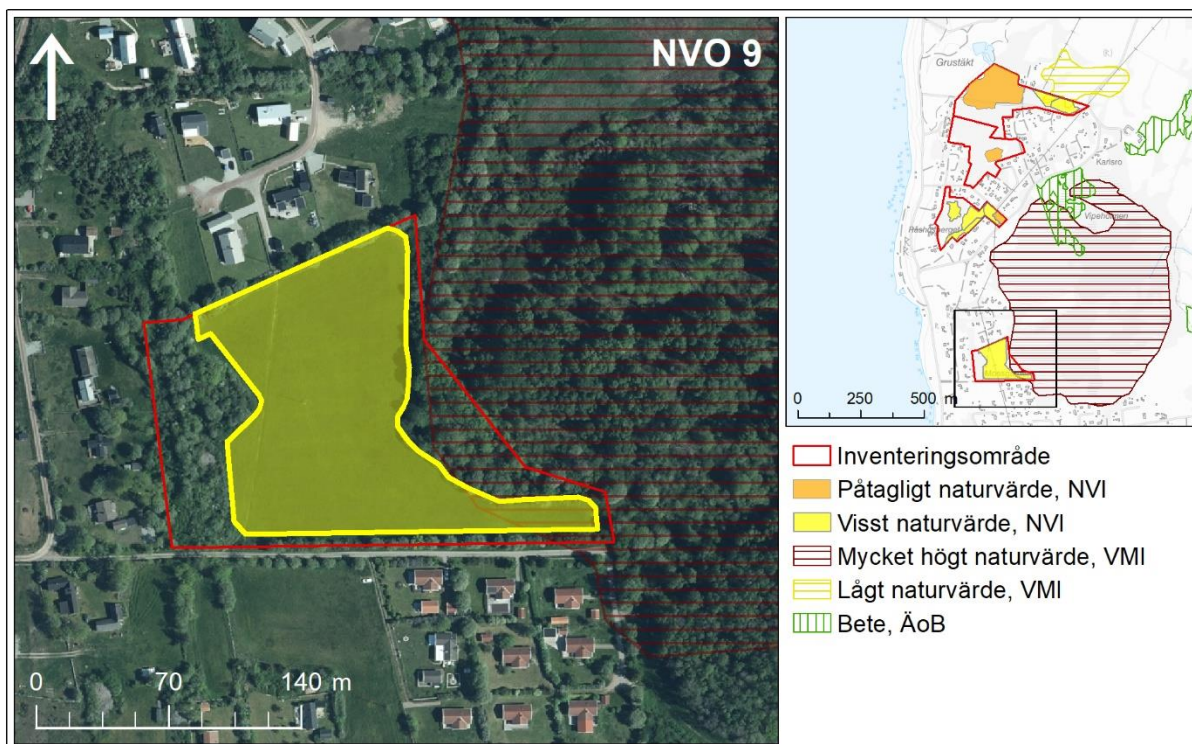 NVO 9
0 70 140 m
Grustäkt
Karlsro
Vipeholmen
0 250 500 m
Inventeringsområde
Påtagligt naturvärde, NVI
Visst naturvärde, NVI
Mycket högt naturvärde, VMI
Lågt naturvärde, VMI
Bete, ÄoB